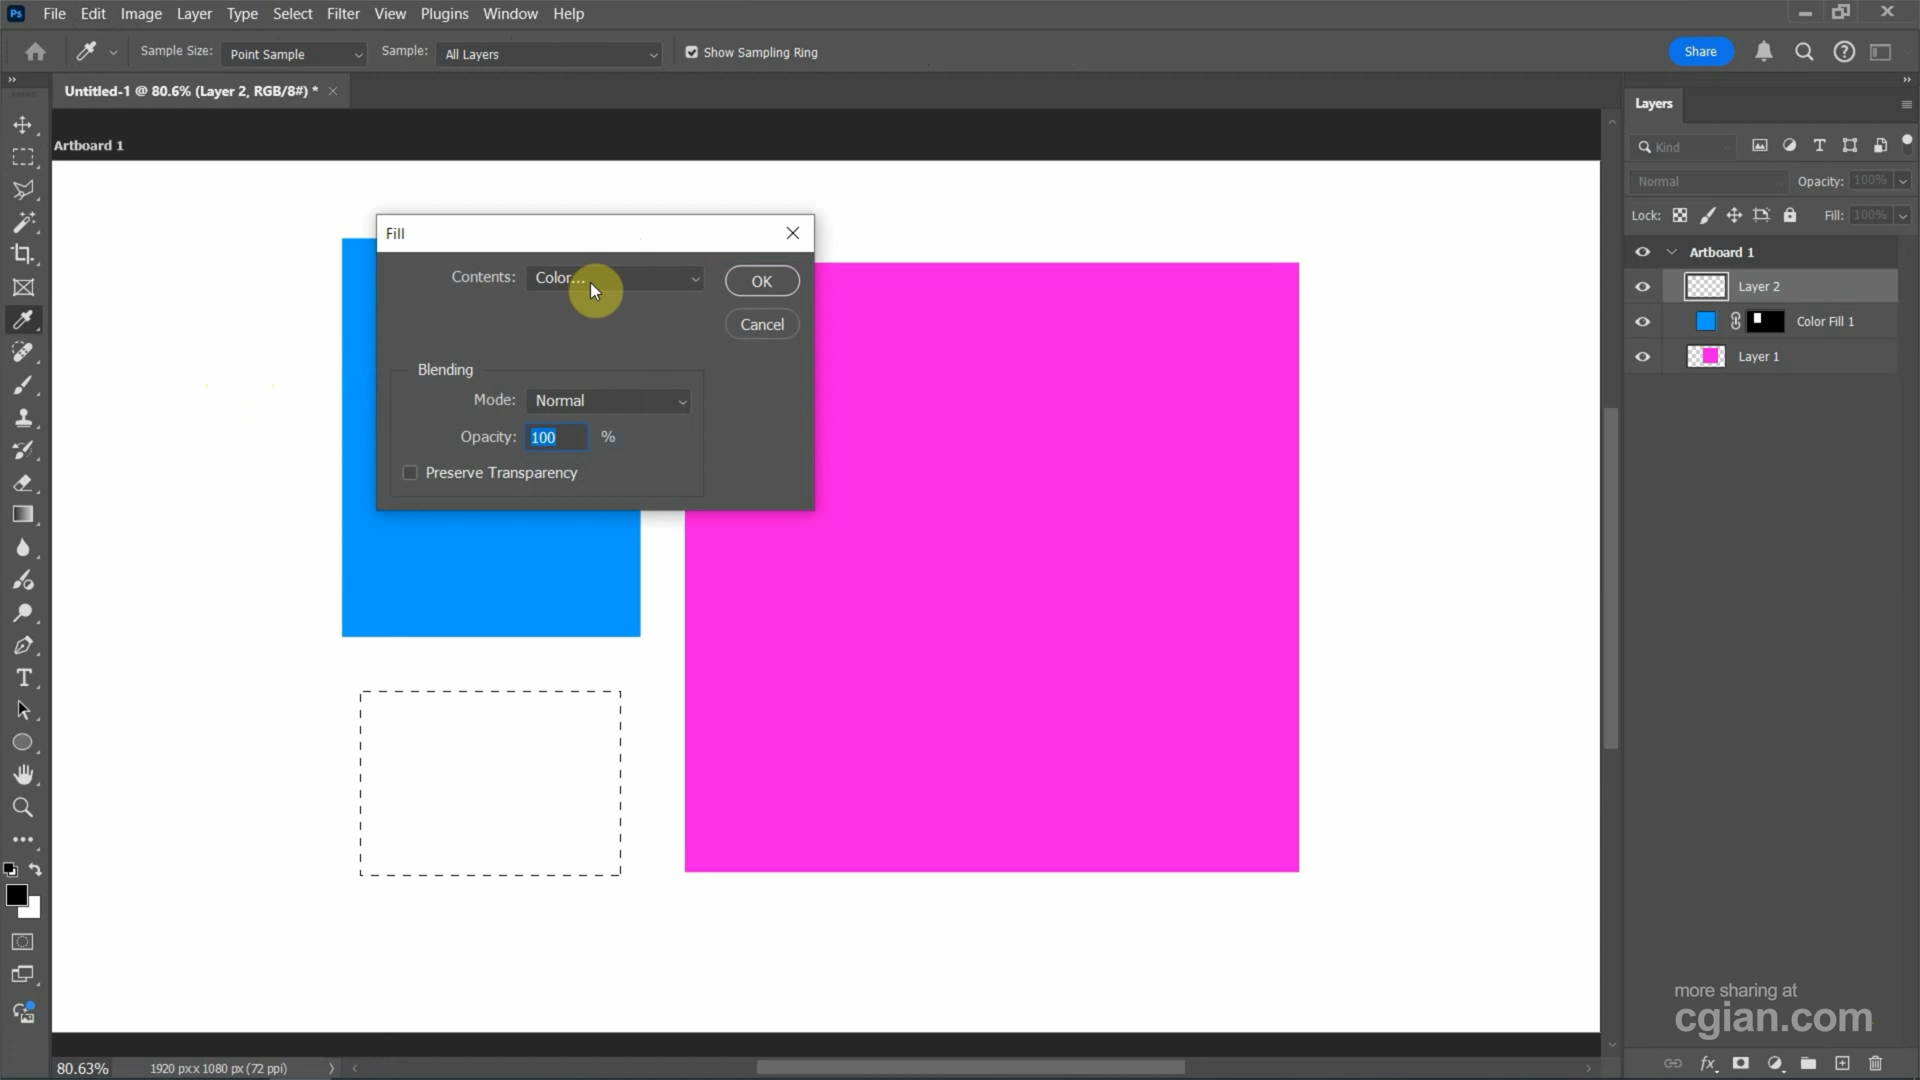 Ps File Edit Image Layer Type Select Filter View Plugins Window Help
Sample Size: Point Sample Sample: All Layers Show Sampling Ring Share
Untitled-1 @ 80.6% (Layer 2, RGB/8#) *
Artboard 1
Fill
Contents: Color... OK
Cancel
Blending
Mode: Normal
Opacity: 100 %
Preserve Transparency
Layers
Kind
Normal Opacity: 100%
Lock: Fill: 100%
Artboard 1
Layer 2
Color Fill 1
Layer 1
more sharing at
cgian.com
80.63% 1920 px x 1080 px (72 ppi)